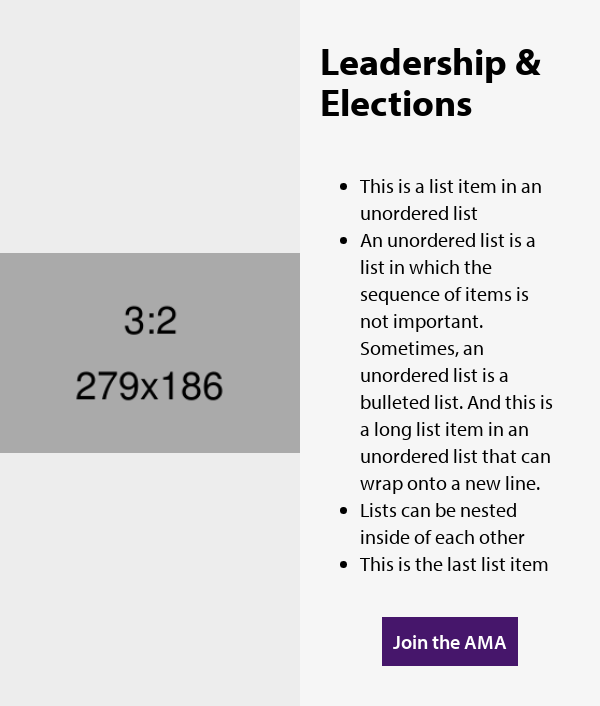 3:2
279x186
Leadership &
Elections
This is a list item in an
unordered list
An unordered list is a
list in which the
sequence of items is
not important.
Sometimes, an
unordered list is a
bulleted list. And this is
a long list item in an
unordered list that can
wrap onto a new line.
Lists can be nested
inside of each other
This is the last list item
Join the AMA